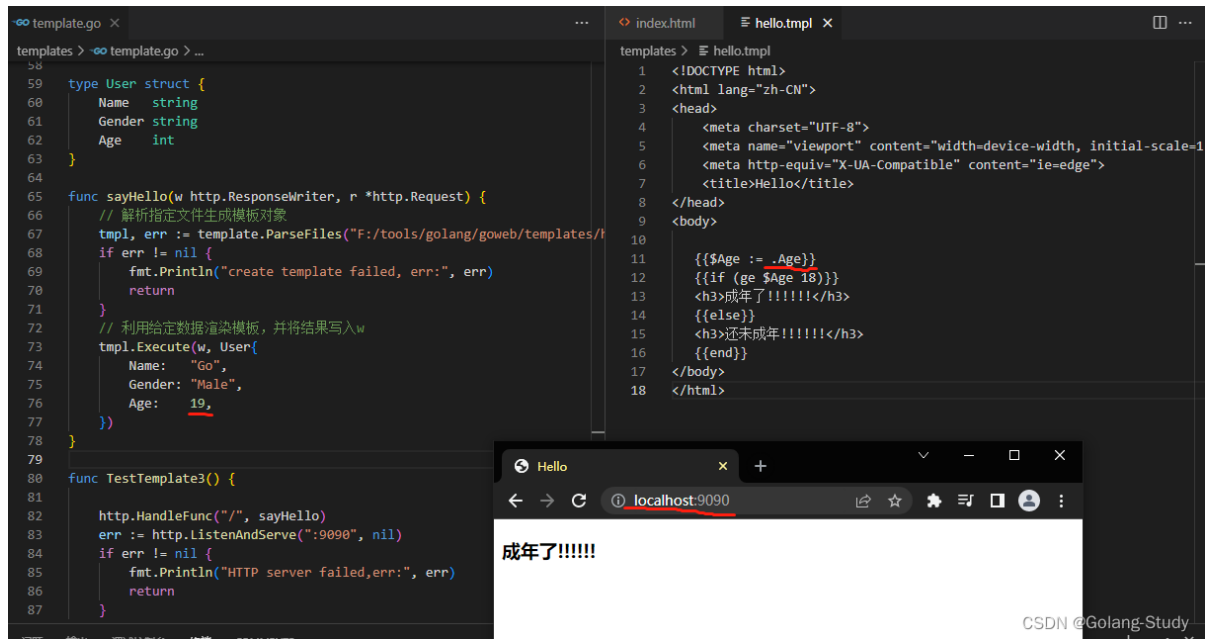 template.go
templates > template.go > ...
58
59 type User struct {
60 Name string
61 Gender string
62 Age int
63 }
64
65 func sayHello(w http.ResponseWriter, r *http.Request) {
66 // 解析指定文件生成模板对象
67 tmpl, err := template.ParseFiles("F:/tools/golang/goweb/templates/h
68 if err != nil {
69 fmt.Println("create template failed, err:", err)
70 return
71 }
72 // 利用给定数据渲染模板，并将结果写入w
73 tmpl.Execute(w, User{
74 Name: "Go",
75 Gender: "Male",
76 Age: 19,
77 })
78 }
79
80 func TestTemplate3() {
81
82 http.HandleFunc("/", sayHello)
83 err := http.ListenAndServe(":9090", nil)
84 if err != nil {
85 fmt.Println("HTTP server failed,err:", err)
86 return
87 }
index.html
hello.tmpl
templates > hello.tmpl
1 <!DOCTYPE html>
2 <html lang="zh-CN">
3 <head>
4 <meta charset="UTF-8">
5 <meta name="viewport" content="width=device-width, initial-scale=1
6 <meta http-equiv="X-UA-Compatible" content="ie=edge">
7 <title>Hello</title>
8 </head>
9 <body>
10
11 {{$Age := .Age}}
12 {{if (ge $Age 18)}}
13 <h3>成年了!!!!!!</h3>
14 {{else}}
15 <h3>还未成年!!!!!!</h3>
16 {{end}}
17 </body>
18 </html>
Hello
localhost:9090
成年了!!!!!!
CSDN @Golang-Study